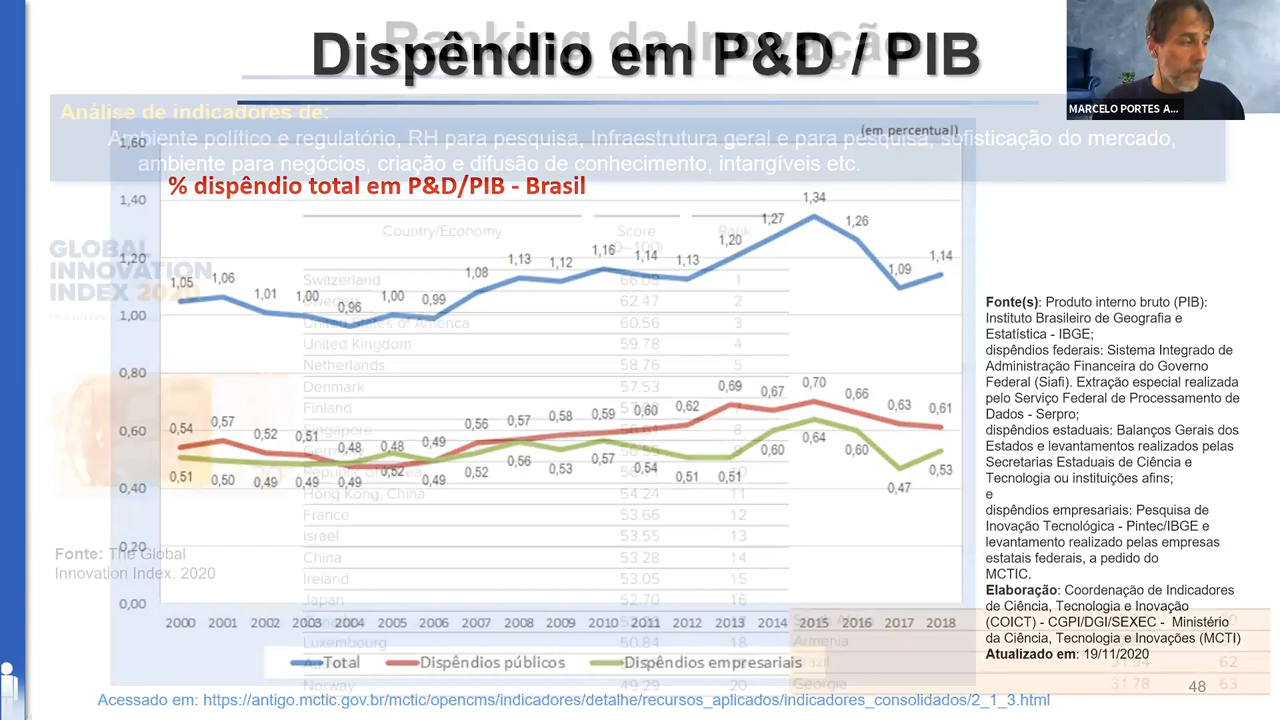 Ranking da Inovação
Dispêndio em P&D / PIB
MARCELO PORTES A...
Análise de indicadores de:
Ambiente político e regulatório, RH para pesquisa, Infraestrutura geral e para pesquisa, sofisticação do mercado,
ambiente para negócios, criação e difusão de conhecimento, intangíveis etc.
(em percentual)
% dispêndio total em P&D/PIB - Brasil
1,60
1,40
1,20
1,00
0,80
0,60
0,40
0,20
0,00
1,05 1,06 1,01 1,00 0,96 1,00 0,99 1,08 1,13 1,12 1,16 1,14 1,13 1,20 1,27 1,34 1,26 1,09 1,14
0,54 0,57 0,52 0,51 0,48 0,48 0,49 0,56 0,57 0,58 0,59 0,60 0,62 0,69 0,67 0,70 0,66 0,63 0,61
0,51 0,50 0,49 0,49 0,49 0,52 0,49 0,52 0,56 0,53 0,57 0,54 0,51 0,51 0,60 0,64 0,60 0,47 0,53
2000 2001 2002 2003 2004 2005 2006 2007 2008 2009 2010 2011 2012 2013 2014 2015 2016 2017 2018
Total Dispêndios públicos Dispêndios empresariais
GLOBAL
INNOVATION
INDEX 2020
Fonte: The Global
Innovation Index. 2020
Country/Economy Score Rank
(0–100)
Switzerland 66.08 1
Sweden 62.47 2
United States of America 60.56 3
United Kingdom 59.78 4
Netherlands 58.76 5
Denmark 57.53
Finland
Singapore 8
Germany 9
Republic of Korea 10
Hong Kong, China 54.24 11
France 53.66 12
Israel 53.55 13
China 53.28 14
Ireland 53.05 15
Japan 52.70 16
Luxembourg 50.84 18
Norway 49.29 20
Armenia
Brazil 31.94 62
Georgie 31.78 63
Fonte(s): Produto interno bruto (PIB):
Instituto Brasileiro de Geografia e
Estatística - IBGE;
dispêndios federais: Sistema Integrado de
Administração Financeira do Governo
Federal (Siafi). Extração especial realizada
pelo Serviço Federal de Processamento de
Dados - Serpro;
dispêndios estaduais: Balanços Gerais dos
Estados e levantamentos realizados pelas
Secretarias Estaduais de Ciência e
Tecnologia ou instituições afins;
e
dispêndios empresariais: Pesquisa de
Inovação Tecnológica - Pintec/IBGE e
levantamento realizado pelas empresas
estatais federais, a pedido do
MCTIC.
Elaboração: Coordenação de Indicadores
de Ciência, Tecnologia e Inovação
(COICT) - CGPI/DGI/SEXEC - Ministério
da Ciência, Tecnologia e Inovações (MCTI)
Atualizado em: 19/11/2020
48
Acessado em: https://antigo.mctic.gov.br/mctic/opencms/indicadores/detalhe/recursos_aplicados/indicadores_consolidados/2_1_3.html